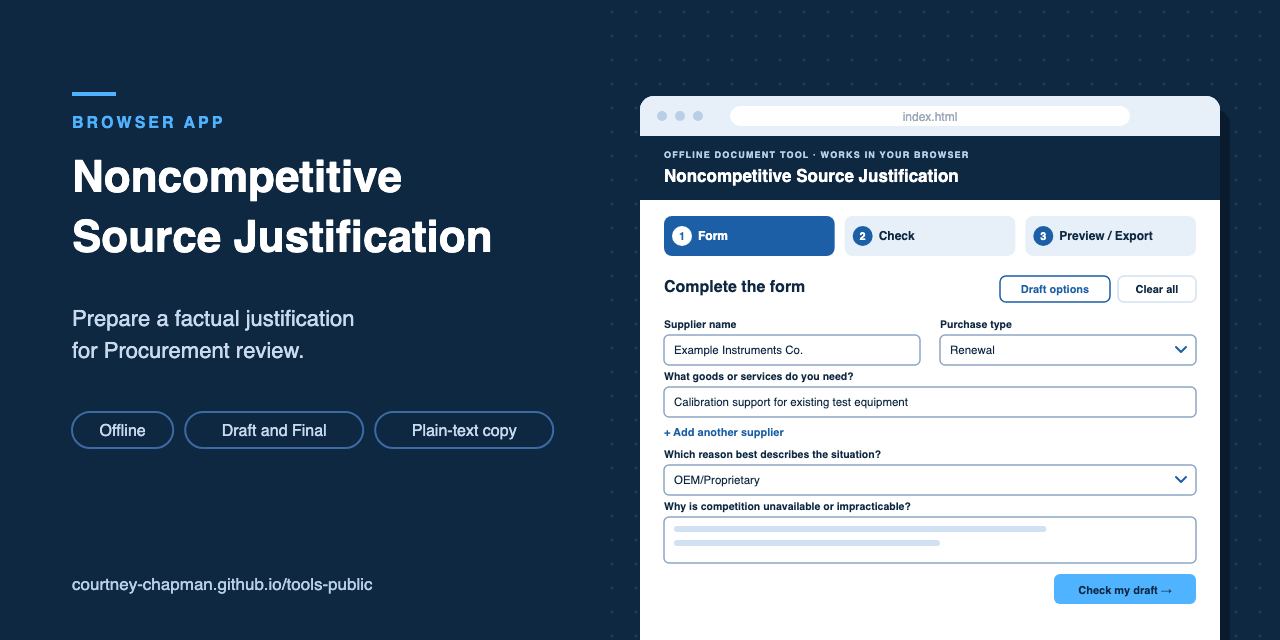 BROWSER APP
Noncompetitive
Source Justification
Prepare a factual justification
for Procurement review.
Offline
Draft and Final
Plain-text copy
courtney-chapman.github.io/tools-public
index.html
OFFLINE DOCUMENT TOOL · WORKS IN YOUR BROWSER
Noncompetitive Source Justification
1 Form
2 Check
3 Preview / Export
Complete the form
Draft options
Clear all
Supplier name
Purchase type
Example Instruments Co.
Renewal
What goods or services do you need?
Calibration support for existing test equipment
+ Add another supplier
Which reason best describes the situation?
OEM/Proprietary
Why is competition unavailable or impracticable?
Check my draft →